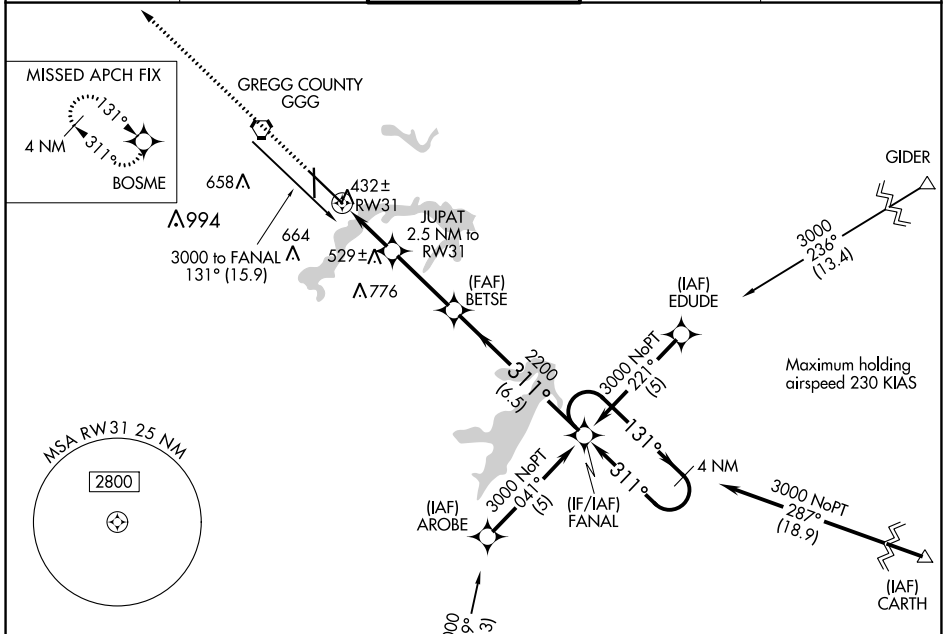 MISSED APCH FIX
131°
4 NM
311°
BOSME
GREGG COUNTY
GGG
658
994
3000 to FANAL
131° (15.9)
664
432±
RW31
529±
776
JUPAT
2.5 NM to
RW31
(FAF)
BETSE
2200
311°
(6.5)
GIDER
3000
236°
(13.4)
(IAF)
EDUDE
3000 NoPT
221°
(5)
Maximum holding
airspeed 230 KIAS
131°
311°
4 NM
3000 NoPT
041°
(5)
(IF/IAF)
FANAL
(IAF)
AROBE
3000 NoPT
287°
(18.9)
(IAF)
CARTH
MSA RW31 25 NM
2800